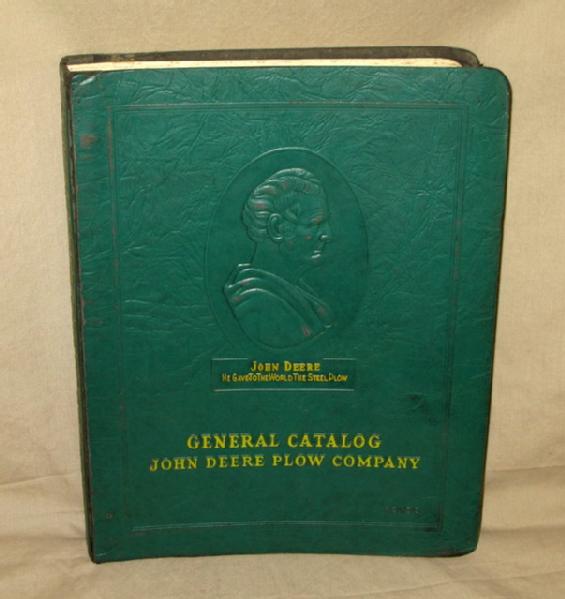 JOHN DEERE
HE GAVE TO THE WORLD THE STEEL PLOW
GENERAL CATALOG
JOHN DEERE PLOW COMPANY